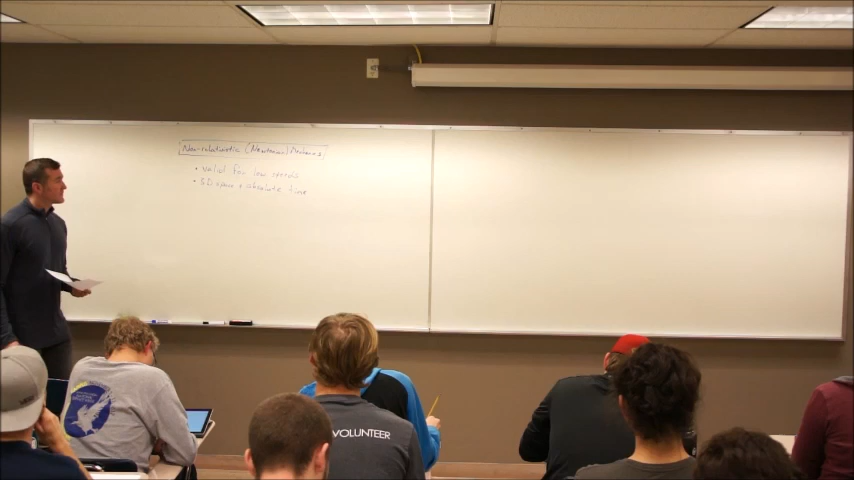 Non-relativistic (Newtonian) Mechanics
• Valid for low speeds
• 3D space + absolute time
VOLUNTEER